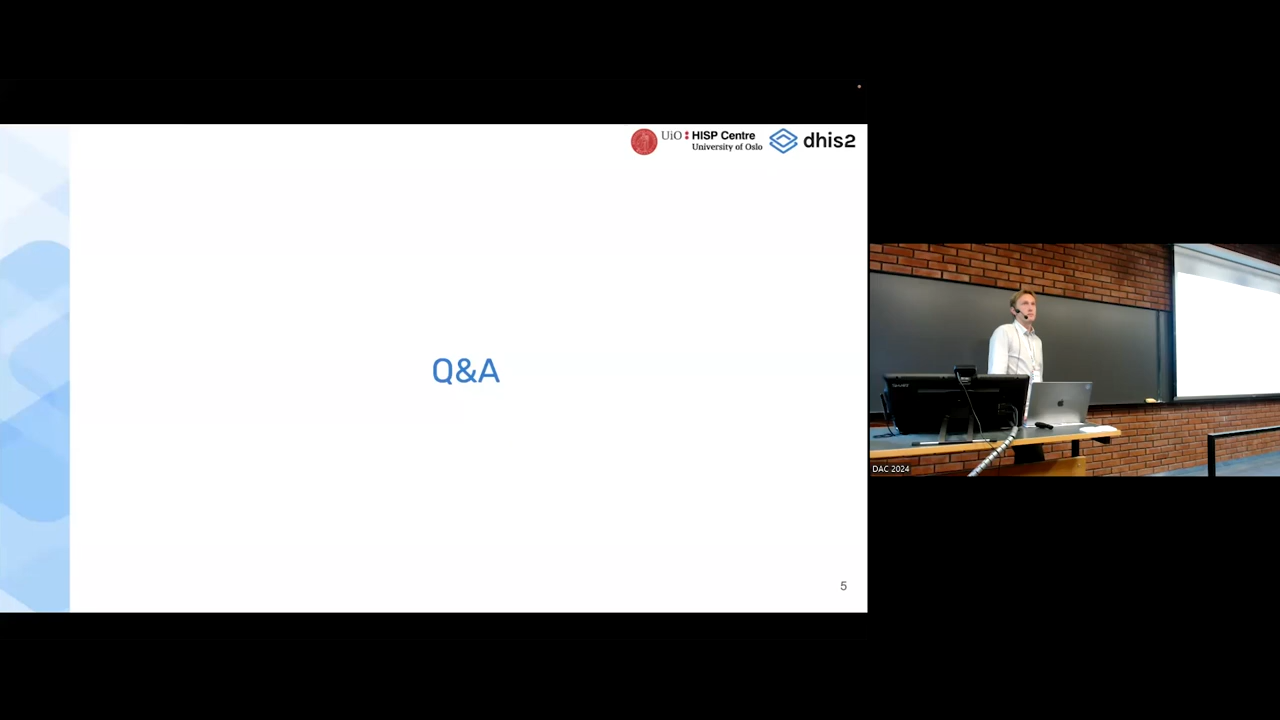 UiO HISP Centre
University of Oslo
dhis2
Q&A
5
DAC 2024